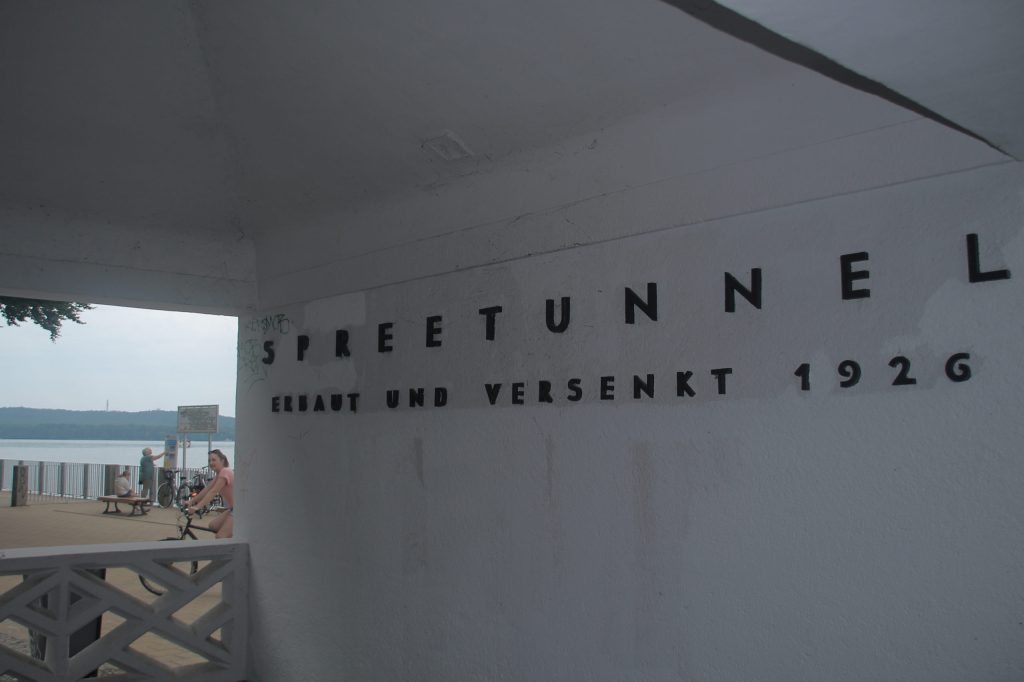 SPREETUNNEL
ERBAUT UND VERSENKT 1926